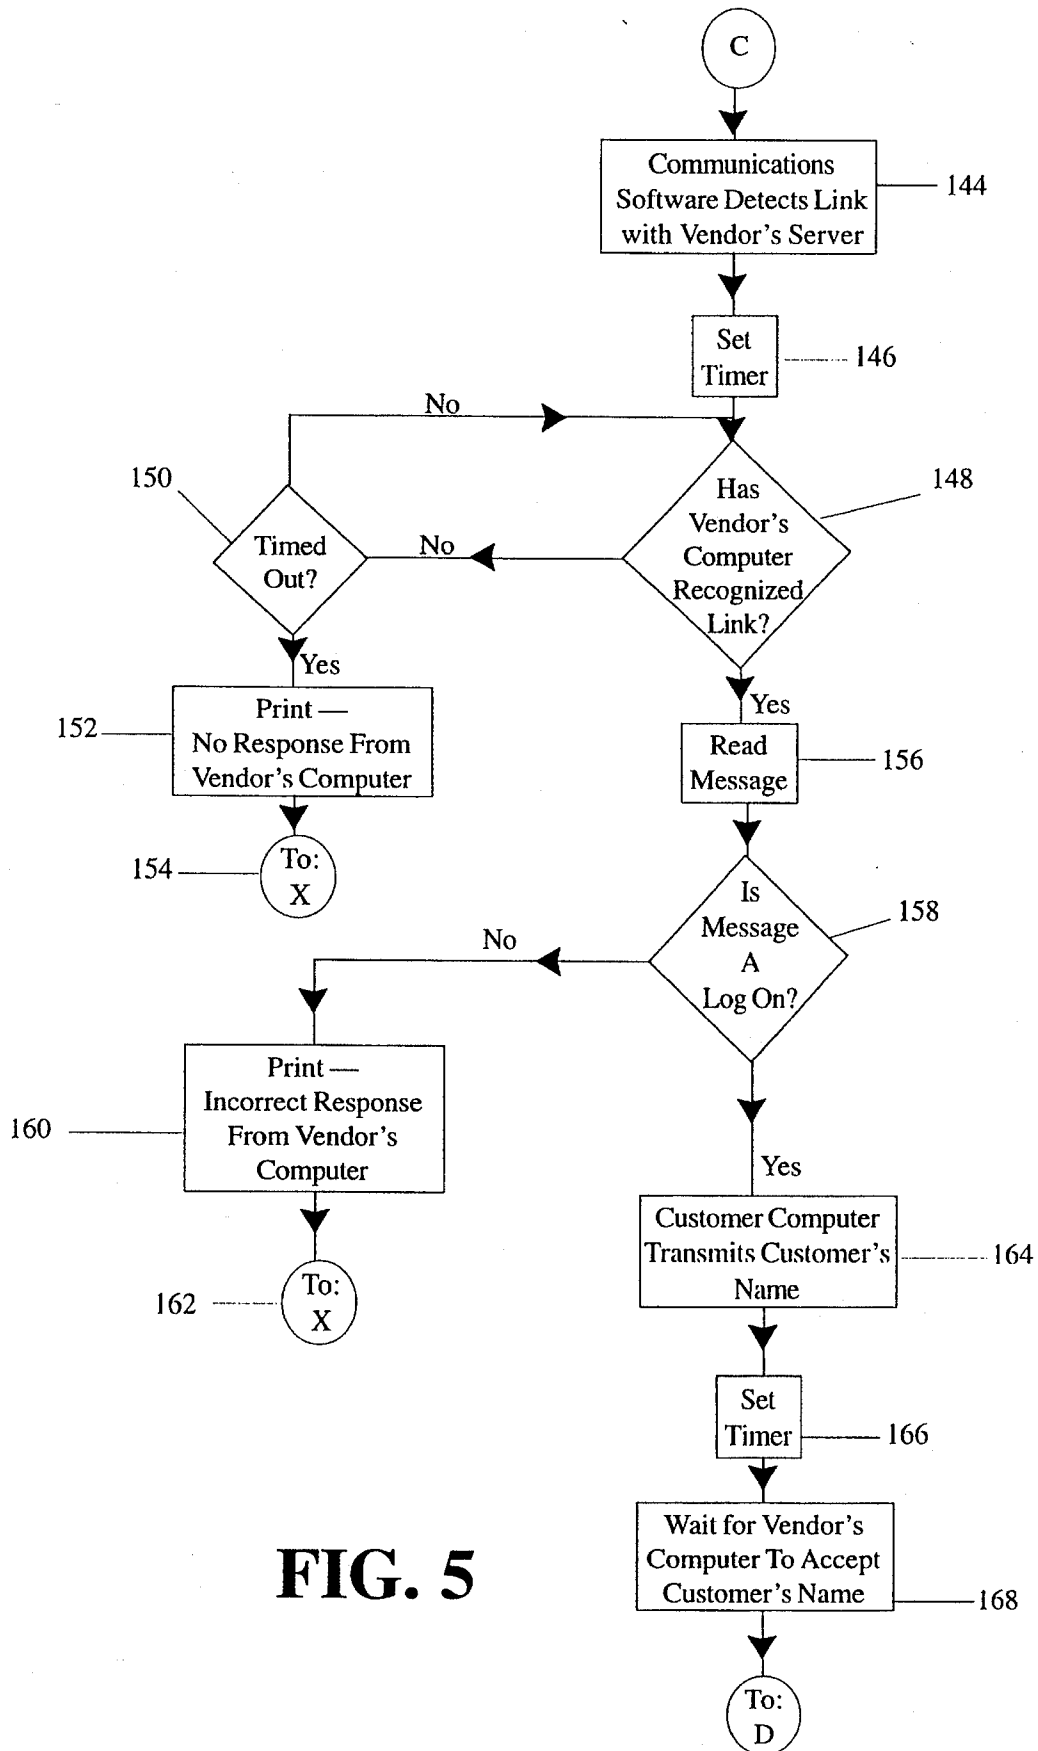 C
Communications
Software Detects Link
with Vendor's Server
144
Set
Timer
146
No
150
Timed
Out?
No
Has
Vendor's
Computer
Recognized
Link?
148
Yes
Yes
152
Print —
No Response From
Vendor's Computer
Read
Message
156
154
To:
X
Is
Message
A
Log On?
158
No
160
Print —
Incorrect Response
From Vendor's
Computer
Yes
Customer Computer
Transmits Customer's
Name
164
162
To:
X
Set
Timer
166
Wait for Vendor's
Computer To Accept
Customer's Name
168
FIG. 5
To:
D